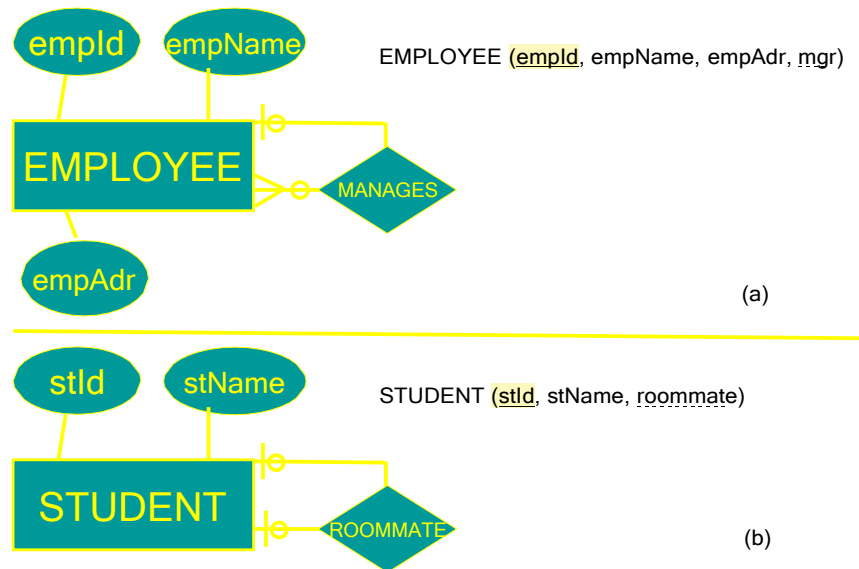 empId empName
EMPLOYEE (empId, empName, empAdr, mgr)
EMPLOYEE
MANAGES
empAdr
(a)
stId stName
STUDENT (stId, stName, roommate)
STUDENT
ROOMMATE
(b)